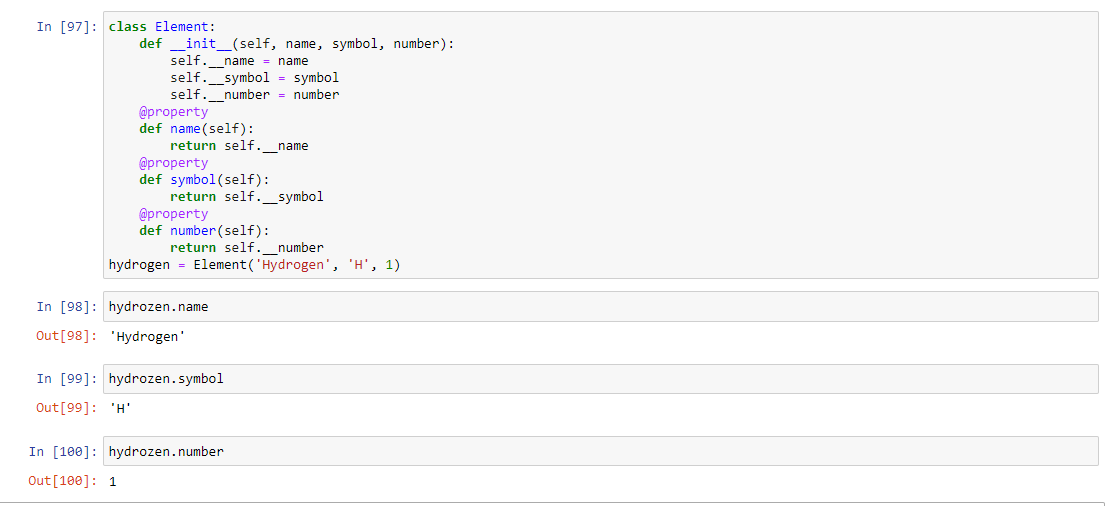 In [97]: class Element:
    def __init__(self, name, symbol, number):
        self.__name = name
        self.__symbol = symbol
        self.__number = number
    @property
    def name(self):
        return self.__name
    @property
    def symbol(self):
        return self.__symbol
    @property
    def number(self):
        return self.__number
hydrogen = Element('Hydrogen', 'H', 1)
In [98]: hydrozen.name
Out[98]: 'Hydrogen'
In [99]: hydrozen.symbol
Out[99]: 'H'
In [100]: hydrozen.number
Out[100]: 1